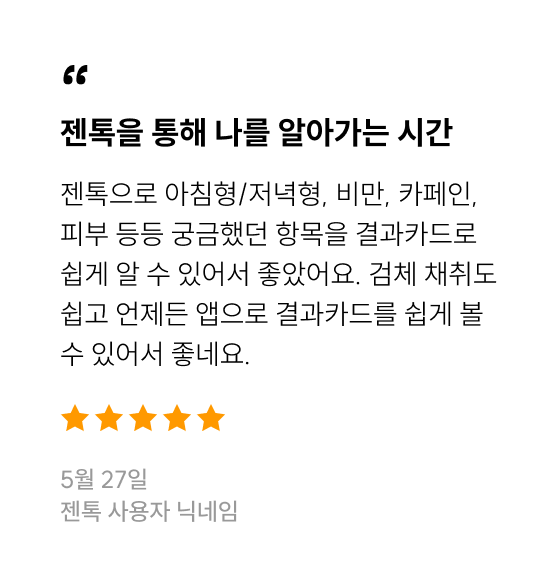 “
젠톡을 통해 나를 알아가는 시간
젠톡으로 아침형/저녁형, 비만, 카페인,
피부 등등 궁금했던 항목을 결과카드로
쉽게 알 수 있어서 좋았어요. 검체 채취도
쉽고 언제든 앱으로 결과카드를 쉽게 볼
수 있어서 좋네요.
5월 27일
젠톡 사용자 닉네임